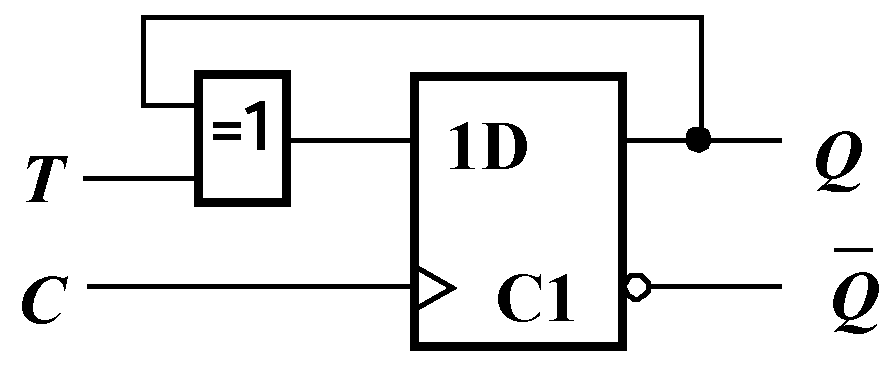 =1
1D
Q
T
C
C1
Q̅